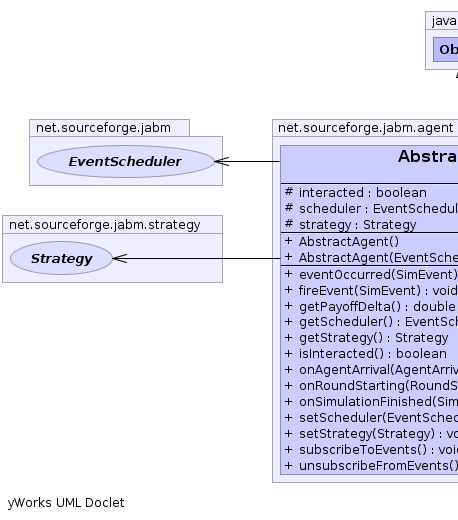 java
Ob
net.sourceforge.jabm
EventScheduler
net.sourceforge.jabm.agent
Abstra
# interacted : boolean
# scheduler : EventSchedul
# strategy : Strategy
+ AbstractAgent()
+ AbstractAgent(EventSche
+ eventOccurred(SimEvent)
+ fireEvent(SimEvent) : void
+ getPayoffDelta() : double
+ getScheduler() : EventSch
+ getStrategy() : Strategy
+ isInteracted() : boolean
+ onAgentArrival(AgentArriv
+ onRoundStarting(RoundS
+ onSimulationFinished(Sim
+ setScheduler(EventSched
+ setStrategy(Strategy) : vo
+ subscribeToEvents() : voi
+ unsubscribeFromEvents()
net.sourceforge.jabm.strategy
Strategy
yWorks UML Doclet